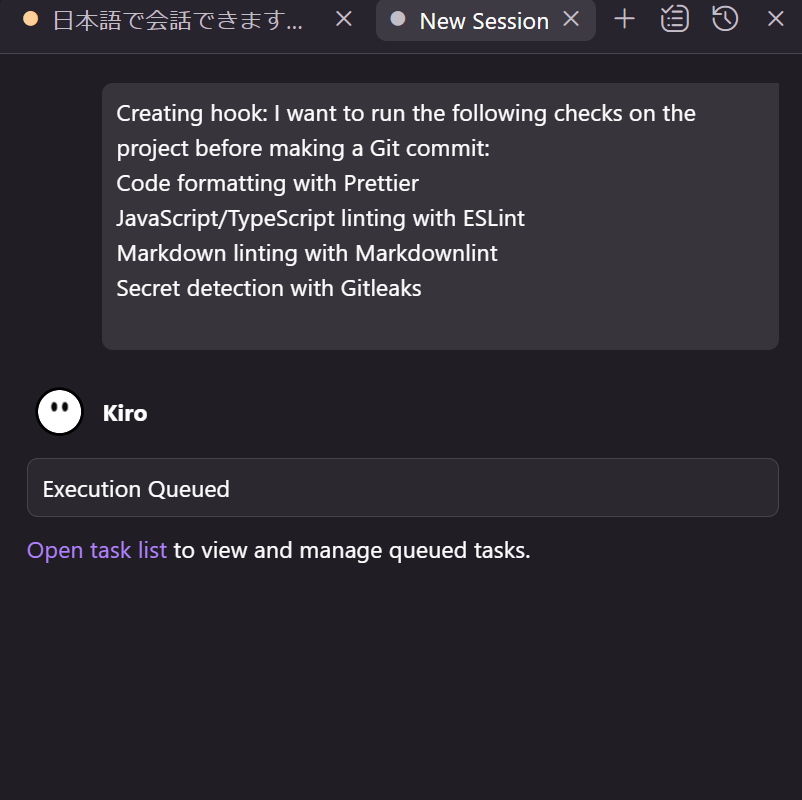 日本語で会話できます...
New Session
Creating hook: I want to run the following checks on the
project before making a Git commit:
Code formatting with Prettier
JavaScript/TypeScript linting with ESLint
Markdown linting with Markdownlint
Secret detection with Gitleaks
Kiro
Execution Queued
Open task list to view and manage queued tasks.